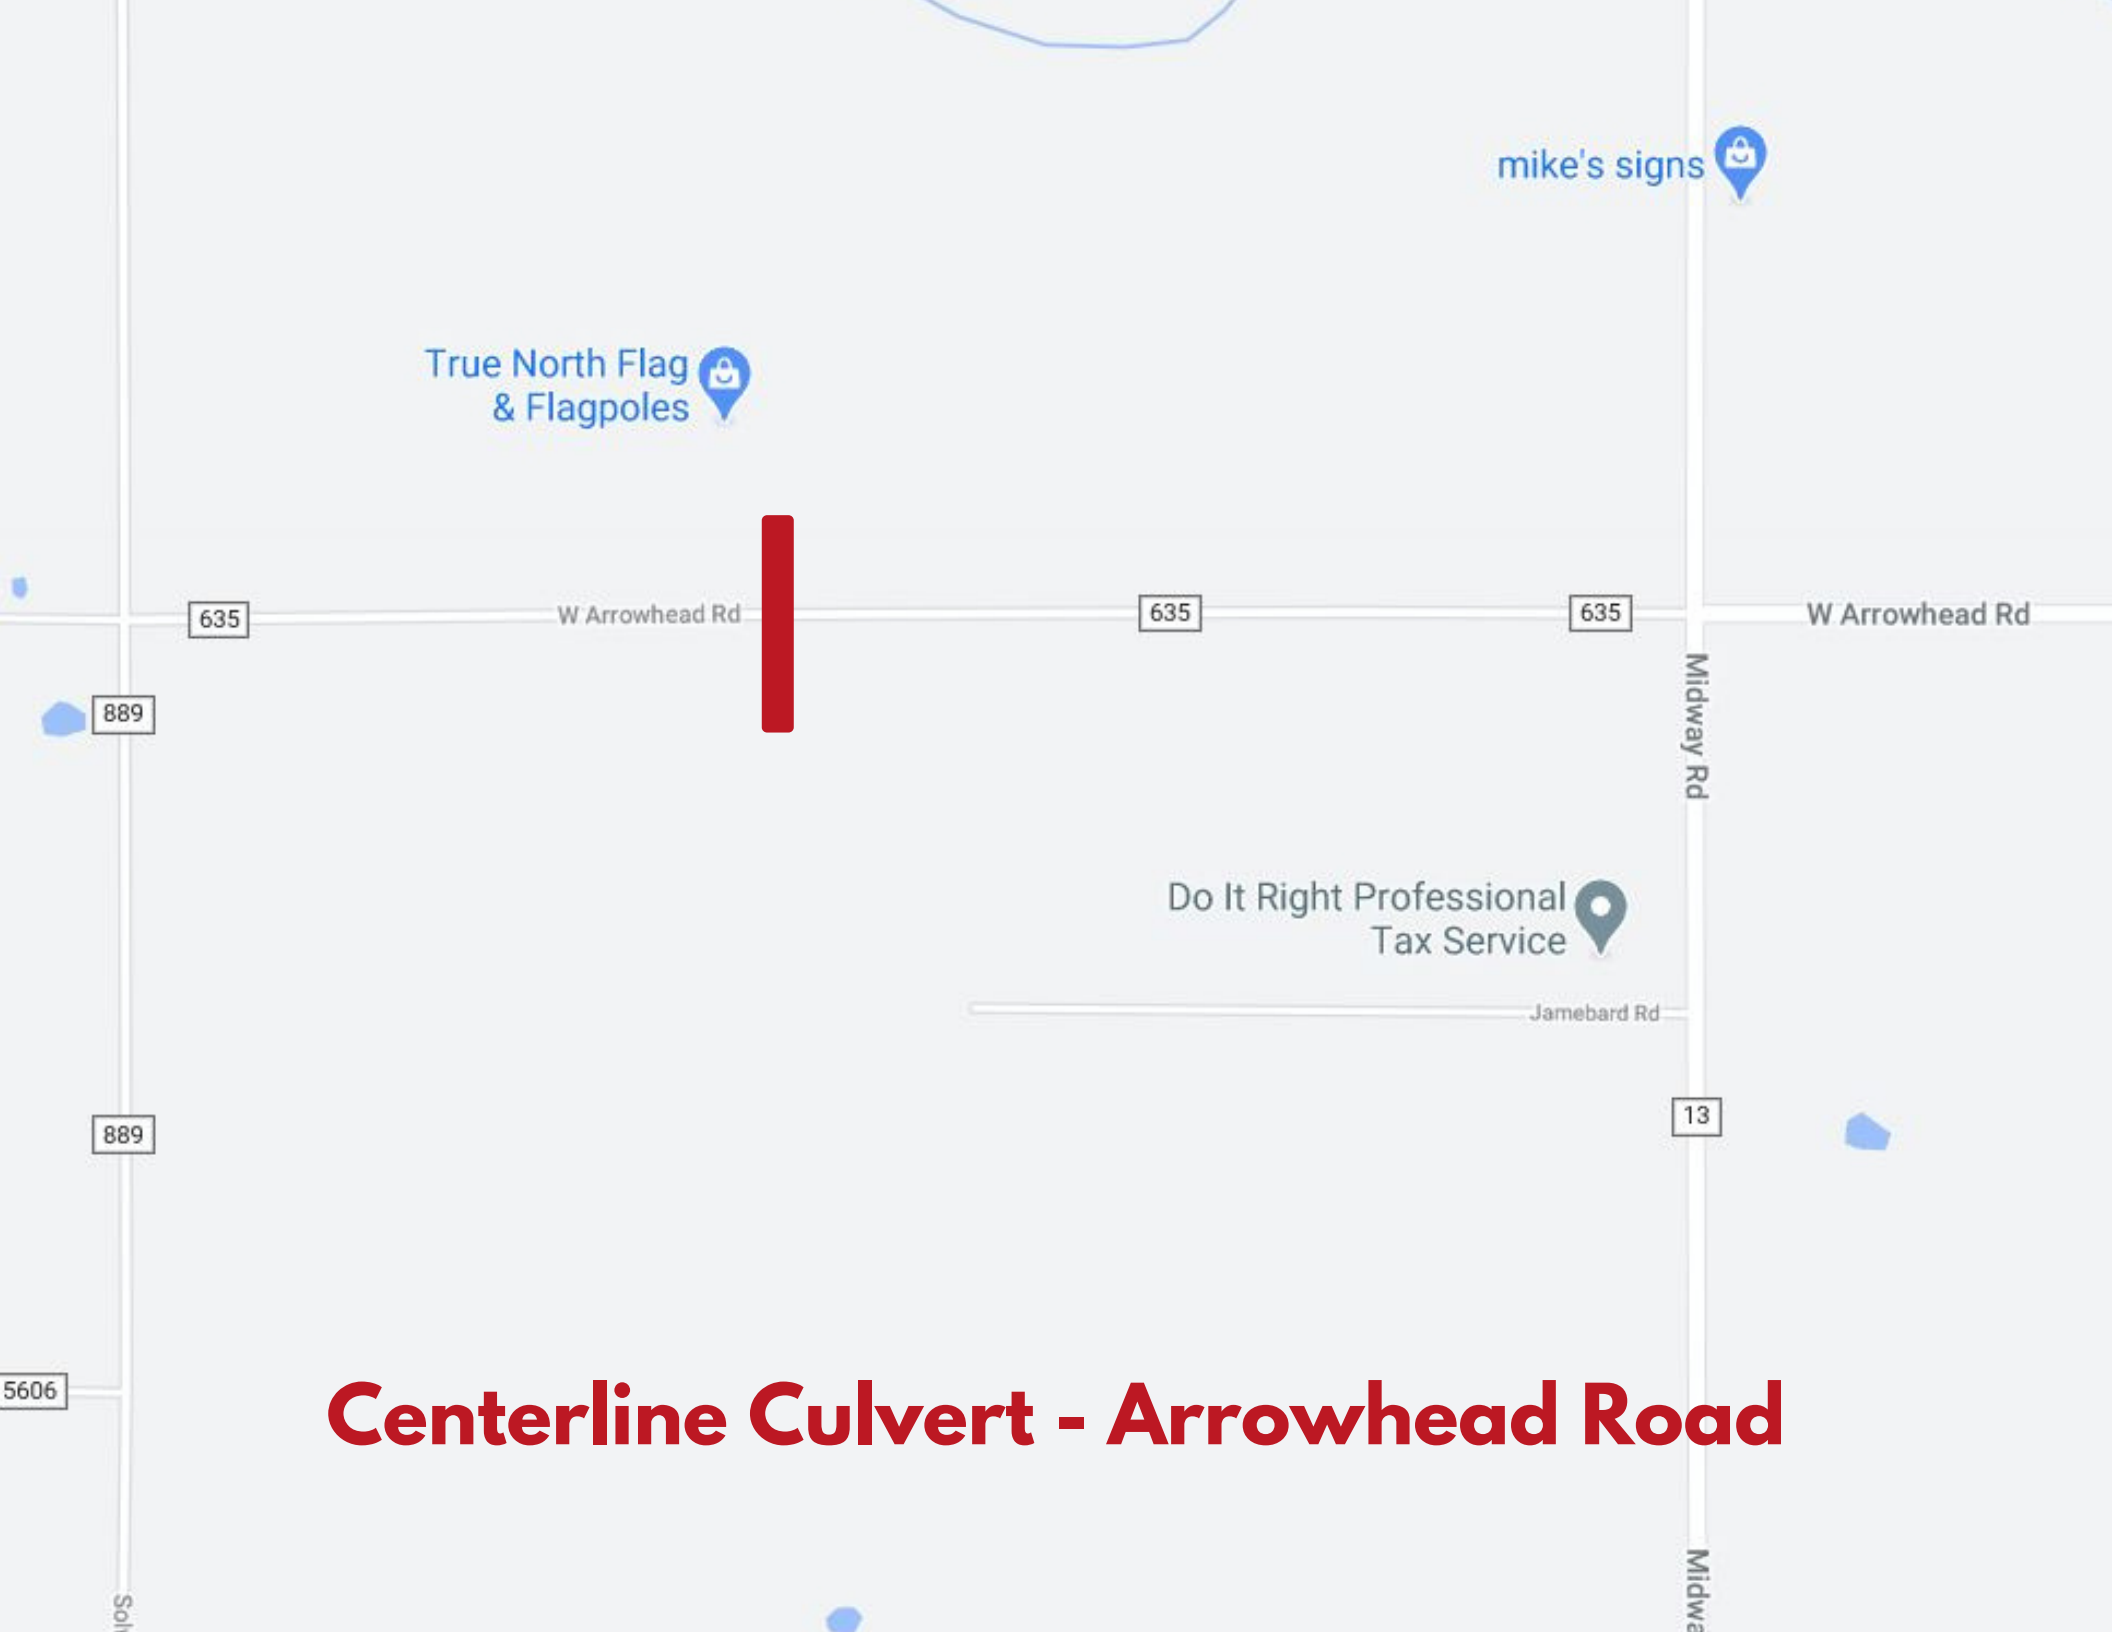 mike's signs
True North Flag
& Flagpoles
635
W Arrowhead Rd
635
635
W Arrowhead Rd
Midway Rd
889
Do It Right Professional
Tax Service
Jamebard Rd
13
889
5606
Centerline Culvert - Arrowhead Road